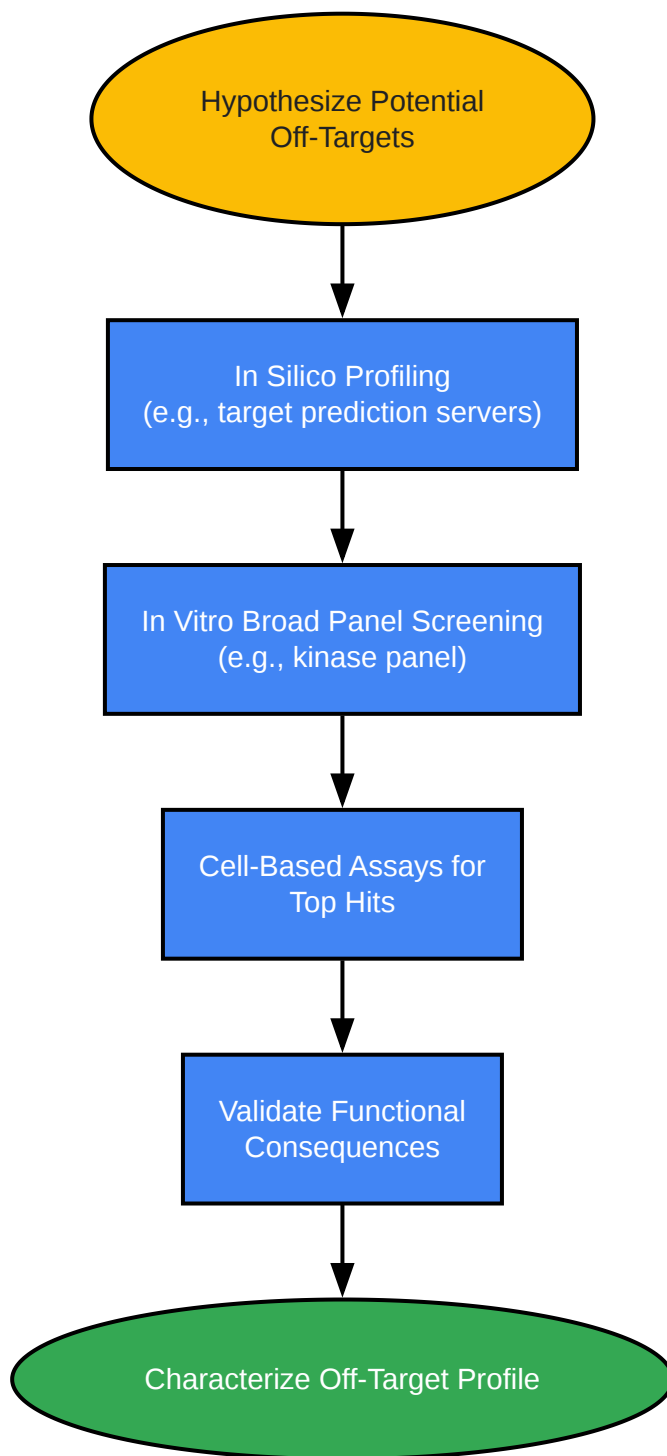 Hypothesize Potential
Off-Targets
In Silico Profiling
(e.g., target prediction servers)
In Vitro Broad Panel Screening
(e.g., kinase panel)
Cell-Based Assays for
Top Hits
Validate Functional
Consequences
Characterize Off-Target Profile